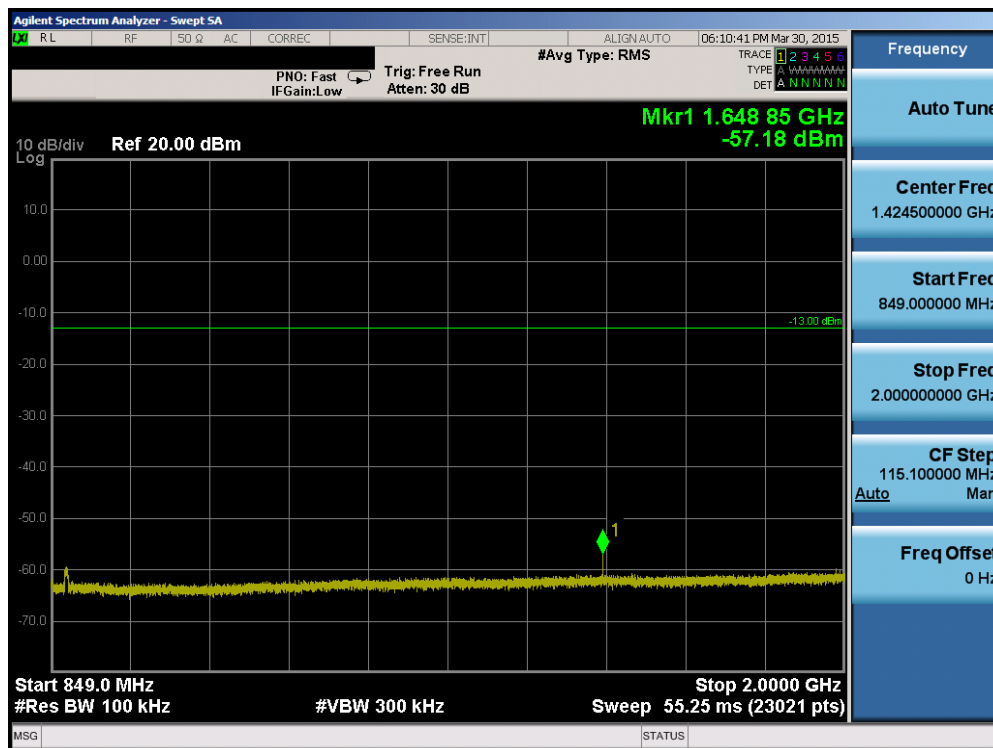 Agilent Spectrum Analyzer - Swept SA
LXI RL RF 50 Ω AC CORREC SENSE:INT ALIGN AUTO 06:10:41 PM Mar 30, 2015
Frequency
#Avg Type: RMS
TRACE 1 2 3 4 5 6
PNO: Fast Trig: Free Run
TYPE A WWWWW
IFGain:Low Atten: 30 dB
DET A N N N N N
Mkr1 1.648 85 GHz
-57.18 dBm
10 dB/div Ref 20.00 dBm
Log
10.0
0.00
-10.0
-13.00 dBm
-20.0
-30.0
-40.0
-50.0
1
-60.0
-70.0
Start 849.0 MHz Stop 2.0000 GHz
#Res BW 100 kHz #VBW 300 kHz Sweep 55.25 ms (23021 pts)
MSG STATUS
Auto Tune
Center Freq
1.424500000 GHz
Start Freq
849.000000 MHz
Stop Freq
2.000000000 GHz
CF Step
115.100000 MHz
Auto Man
Freq Offset
0 Hz